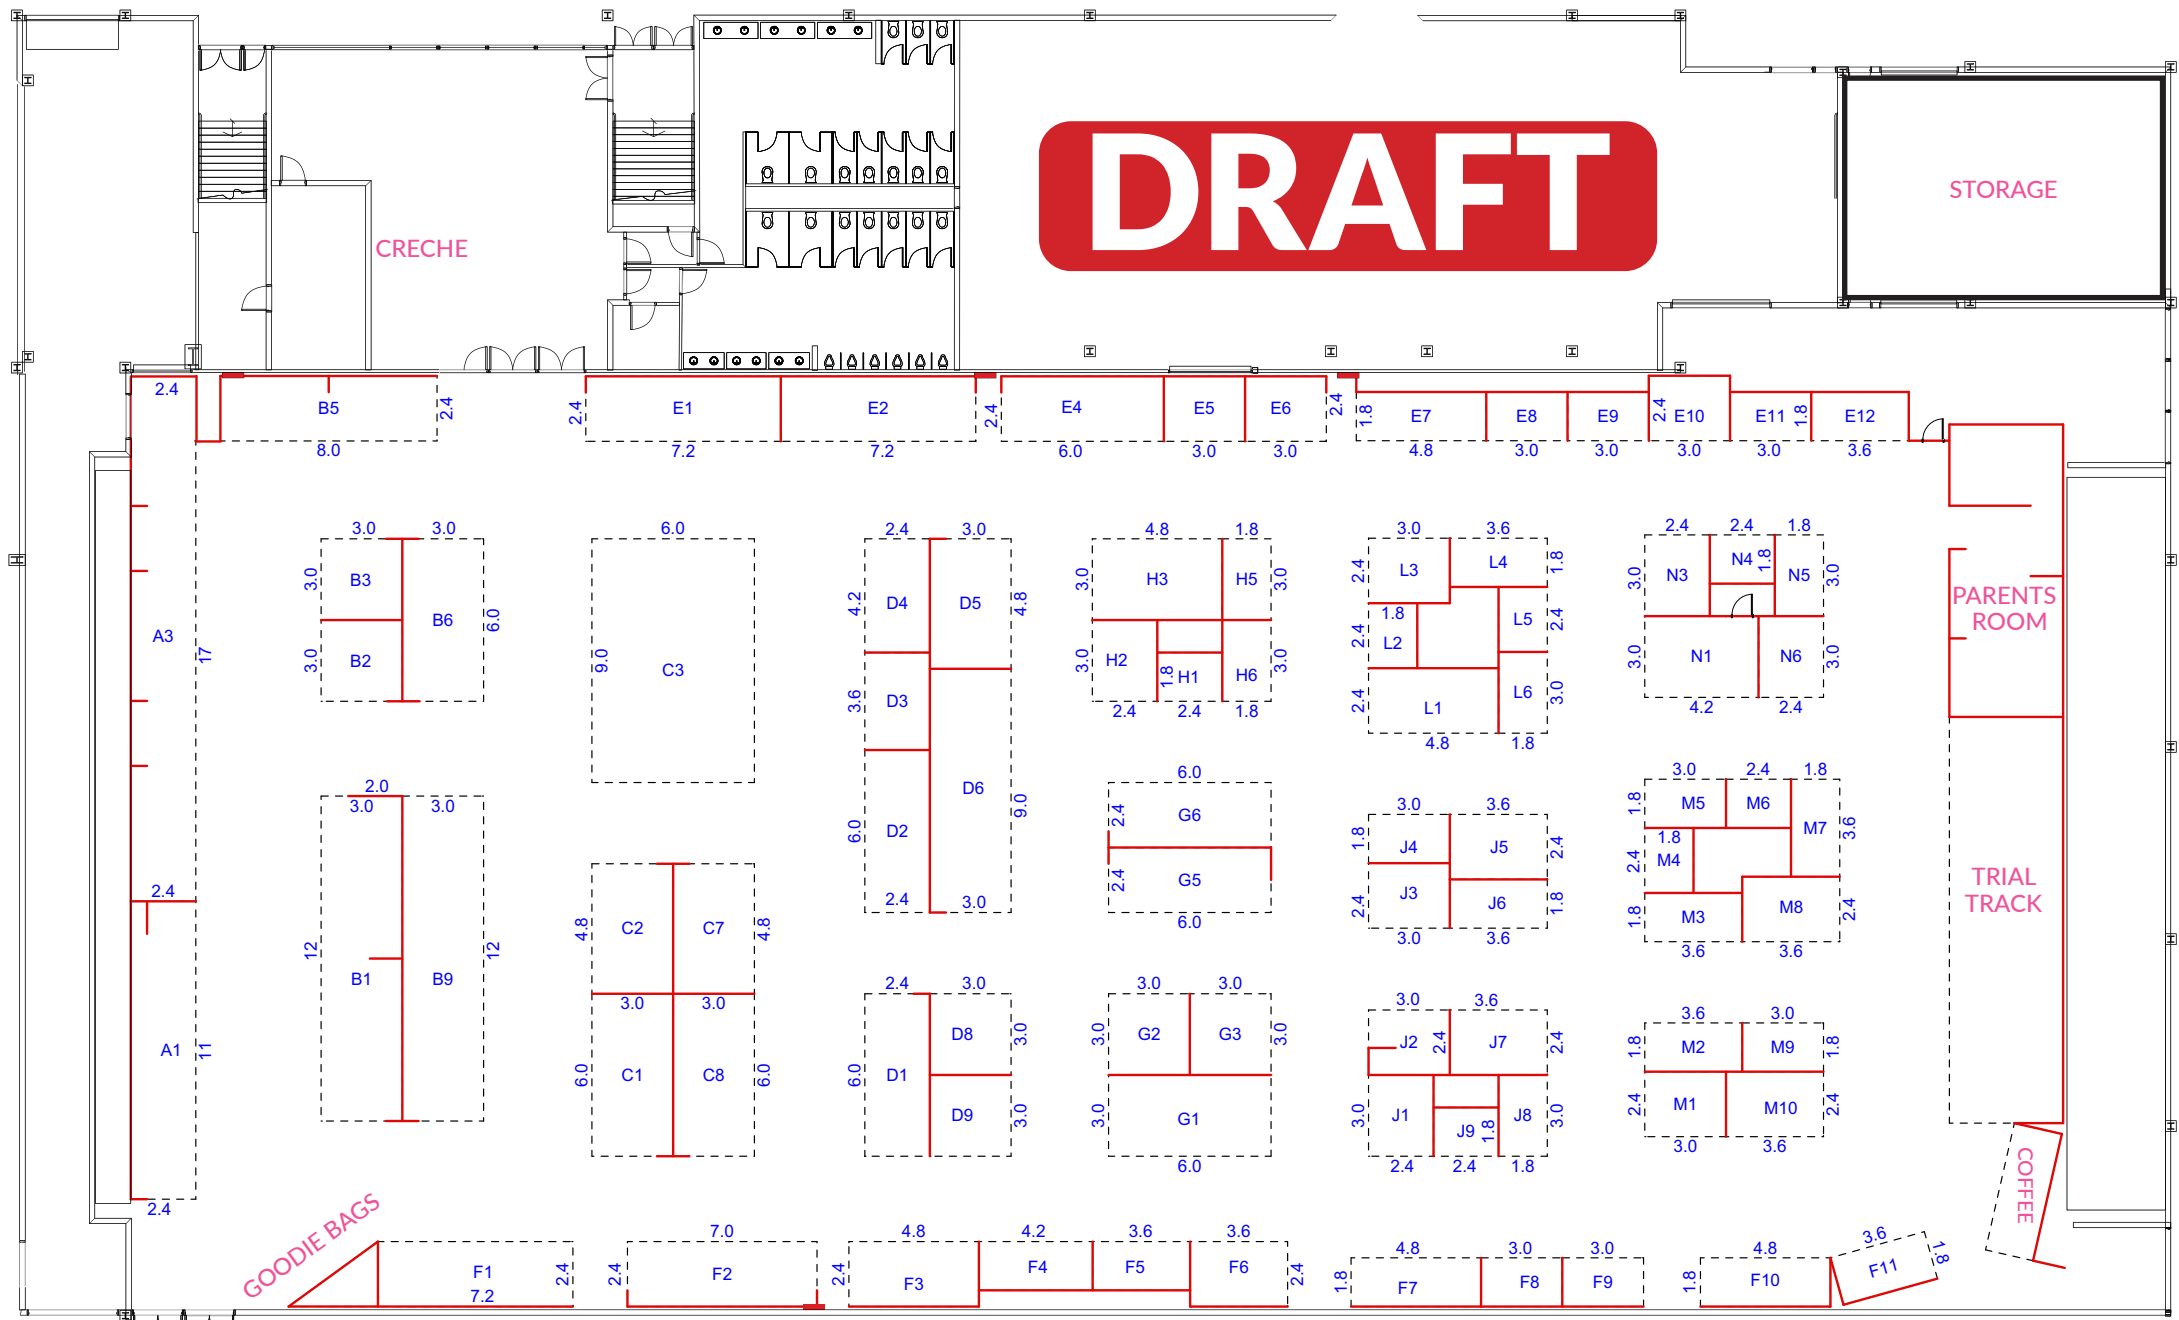 DRAFT
STORAGE
CRECHE
2.4
B5
2.4
8.0
2.4
E1
7.2
E2
7.2
2.4
E4
6.0
E5
3.0
E6
3.0
2.4
1.8
E7
4.8
E8
3.0
E9
3.0
2.4
E10
3.0
E11
1.8
3.0
E12
3.6
A3
17
2.4
A1
11
2.4
3.0
3.0
3.0
B3
B6
6.0
3.0
B2
2.0
3.0
3.0
12
B1
B9
12
6.0
9.0
C3
4.8
C2
C7
4.8
3.0
3.0
6.0
C1
C8
6.0
2.4
3.0
4.2
D4
D5
4.8
3.6
D3
D6
9.0
6.0
D2
2.4
3.0
2.4
3.0
D8
3.0
6.0
D1
D9
3.0
4.8
1.8
3.0
H3
H5
3.0
3.0
H2
1.8
H1
H6
3.0
2.4
2.4
1.8
6.0
2.4
G6
2.4
G5
6.0
3.0
3.0
3.0
G2
G3
3.0
3.0
G1
6.0
3.0
3.6
2.4
L3
L4
1.8
1.8
2.4
L2
L5
2.4
2.4
L1
L6
3.0
4.8
1.8
3.0
3.6
1.8
J4
J5
2.4
2.4
J3
J6
1.8
3.0
3.6
3.0
3.6
J2
2.4
J7
2.4
3.0
J1
J9
1.8
J8
3.0
2.4
2.4
1.8
2.4
2.4
1.8
3.0
N3
N4
1.8
N5
3.0
3.0
N1
N6
3.0
4.2
2.4
3.0
2.4
1.8
1.8
M5
M6
M7
3.6
1.8
2.4
M4
1.8
M3
M8
2.4
3.6
3.6
3.6
3.0
1.8
M2
M9
1.8
2.4
M1
M10
2.4
3.0
3.6
PARENTS
ROOM
TRIAL
TRACK
COFFEE
GOODIE BAGS
F1
7.2
2.4
7.0
2.4
F2
4.8
2.4
F3
4.2
F4
3.6
F5
3.6
F6
2.4
4.8
1.8
F7
3.0
F8
3.0
F9
4.8
1.8
F10
3.6
F11
1.8